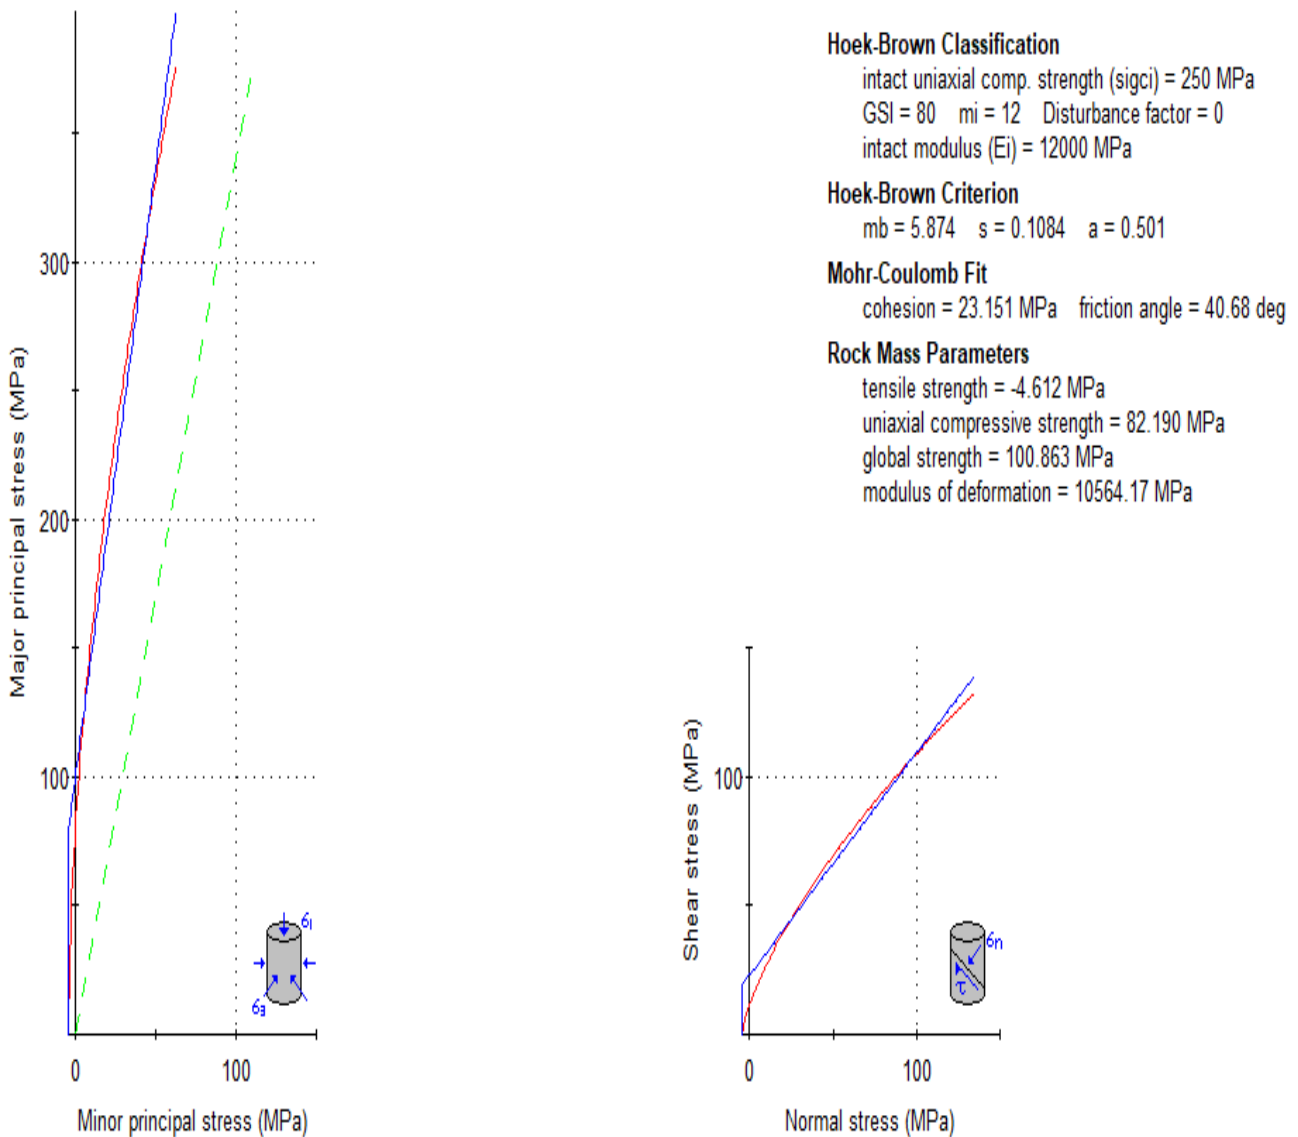 Hoek-Brown Classification
intact uniaxial comp. strength (sigci) = 250 MPa
GSI = 80 mi = 12 Disturbance factor = 0
intact modulus (Ei) = 12000 MPa
Hoek-Brown Criterion
mb = 5.874 s = 0.1084 a = 0.501
Mohr-Coulomb Fit
cohesion = 23.151 MPa friction angle = 40.68 deg
Rock Mass Parameters
tensile strength = -4.612 MPa
uniaxial compressive strength = 82.190 MPa
global strength = 100.863 MPa
modulus of deformation = 10564.17 MPa
Major principal stress (MPa)
300
200
100
0 100
Minor principal stress (MPa)
σ1
σ3
Shear stress (MPa)
100
0 100
Normal stress (MPa)
σn
τ